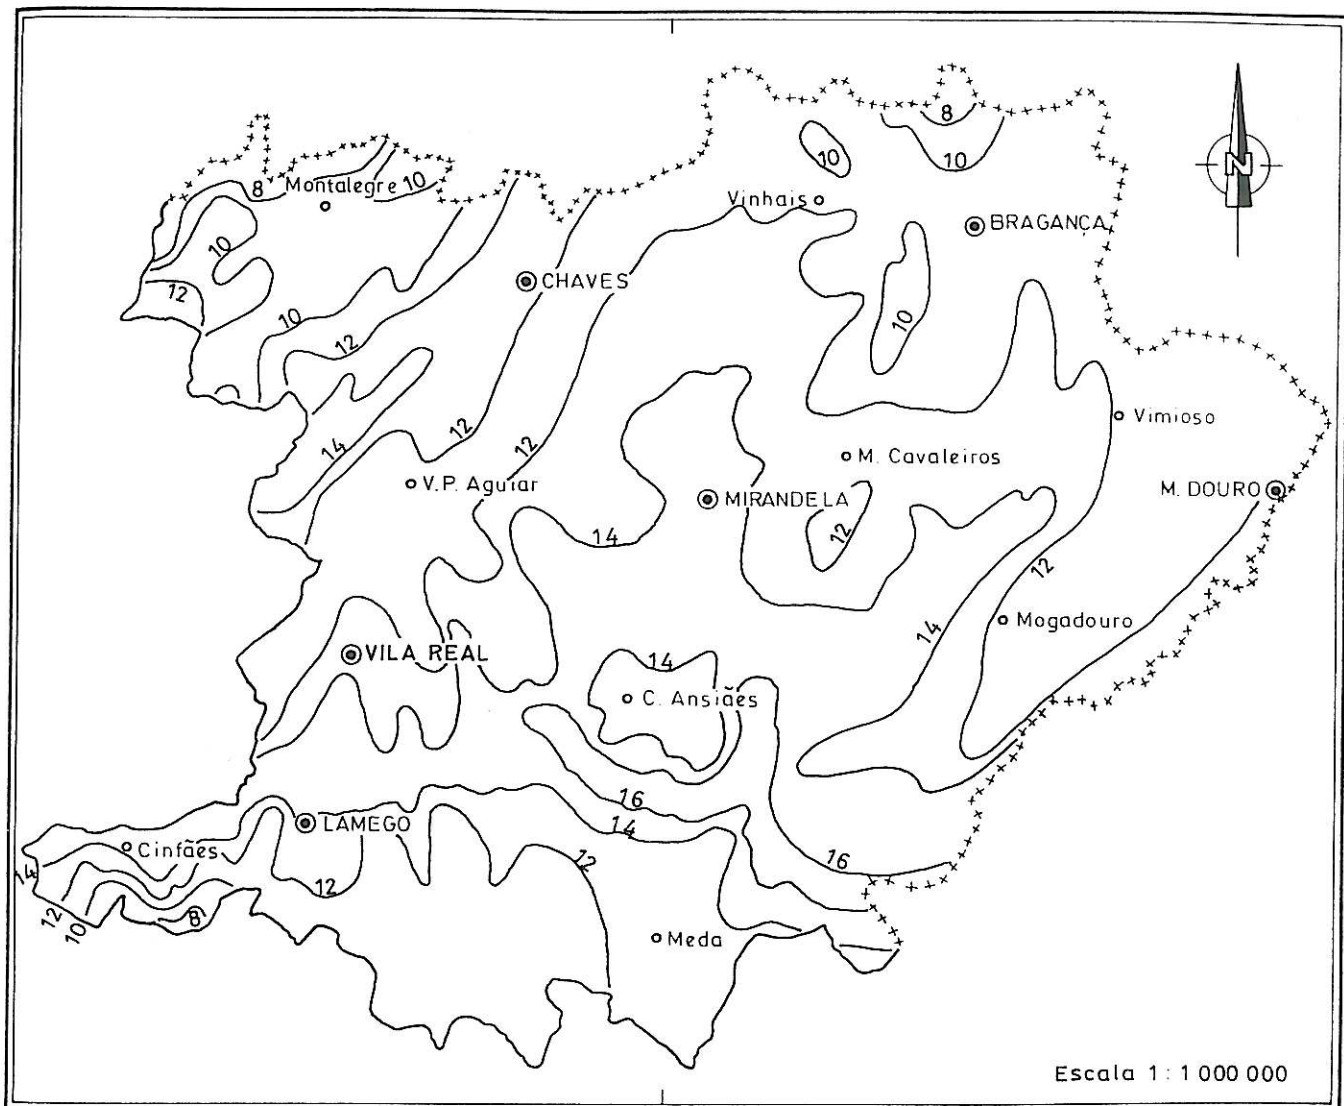 8
10
N
8
Montalegre
10
10
Vinhais
BRAGANÇA
10
12
CHAVES
10
12
10
14
12
12
Vimioso
V.P. Aguiar
M. Cavaleiros
MIRANDELA
M. DOURO
12
14
12
VILA REAL
14
C. Ansiães
14
Mogadouro
16
14
LAMEGO
Cinfães
12
12
16
14
12
10
8
Meda
Escala 1: 1 000 000